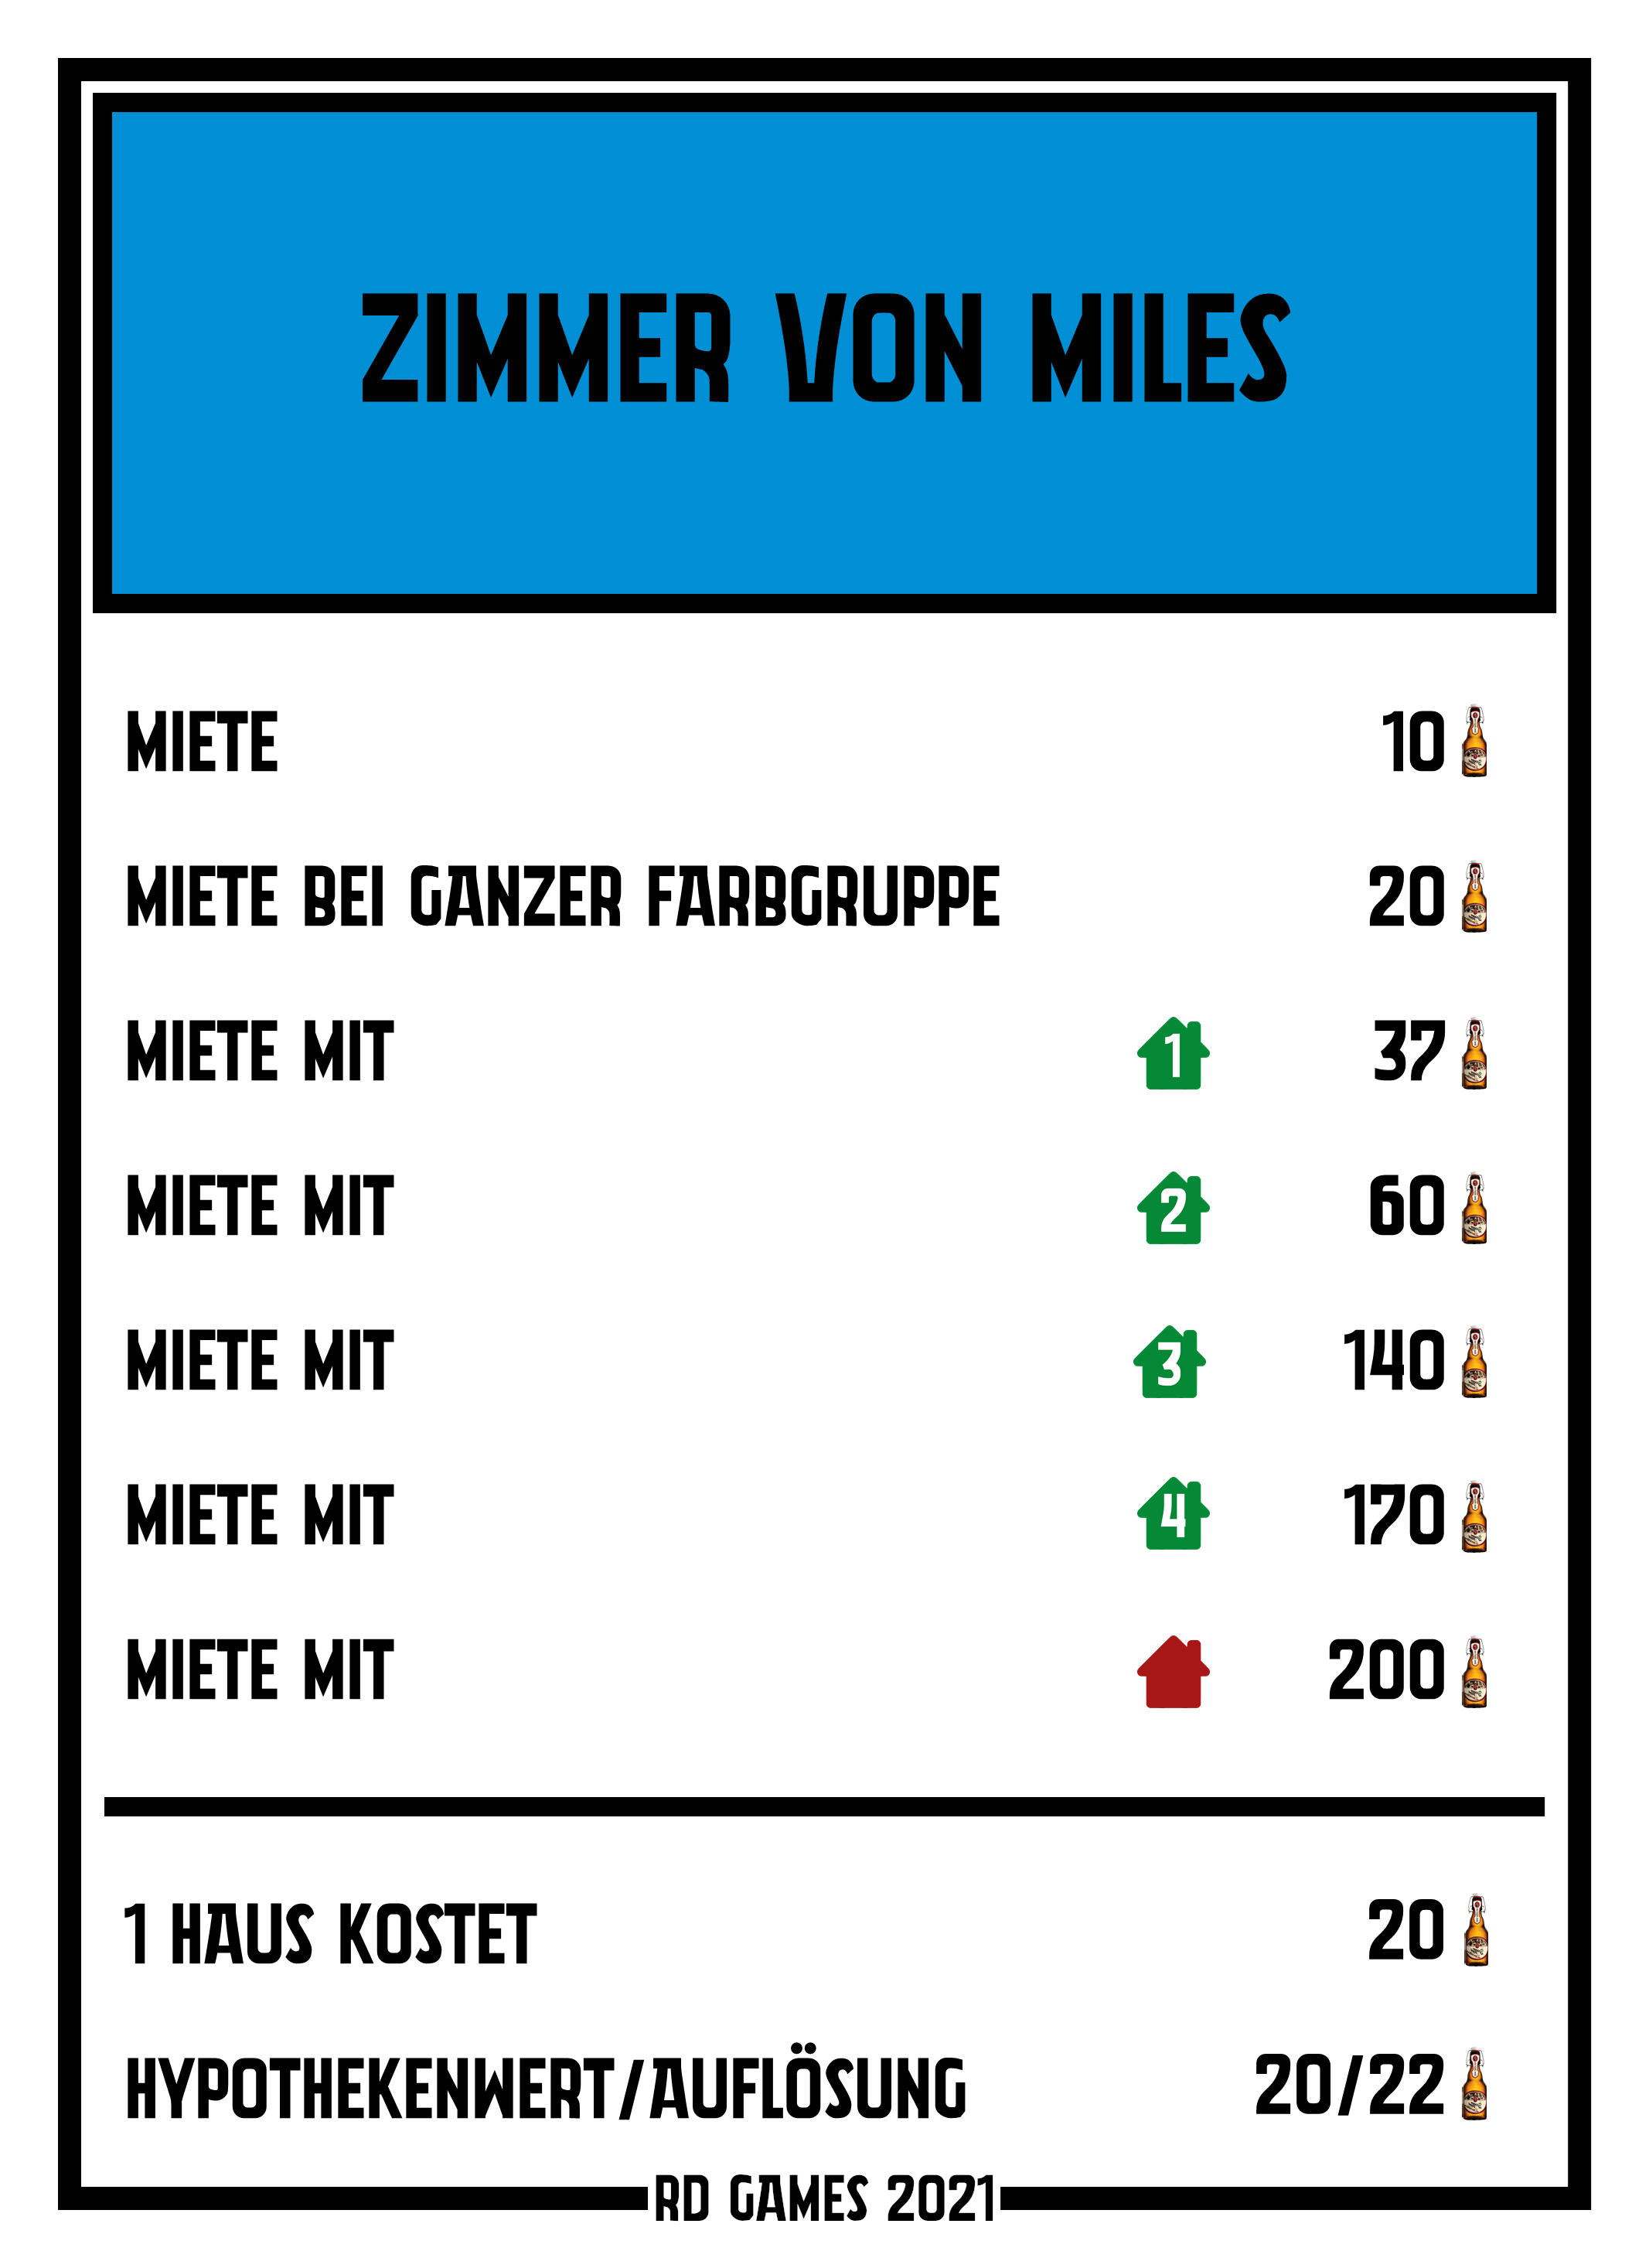 ZIMMER VON MILES
MIETE 10
MIETE BEI GANZER FARBGRUPPE 20
MIETE MIT 1 37
MIETE MIT 2 60
MIETE MIT 3 140
MIETE MIT 4 170
MIETE MIT 200
1 HAUS KOSTET 20
HYPOTHEKENWERT/AUFLÖSUNG 20/22
RD GAMES 2021